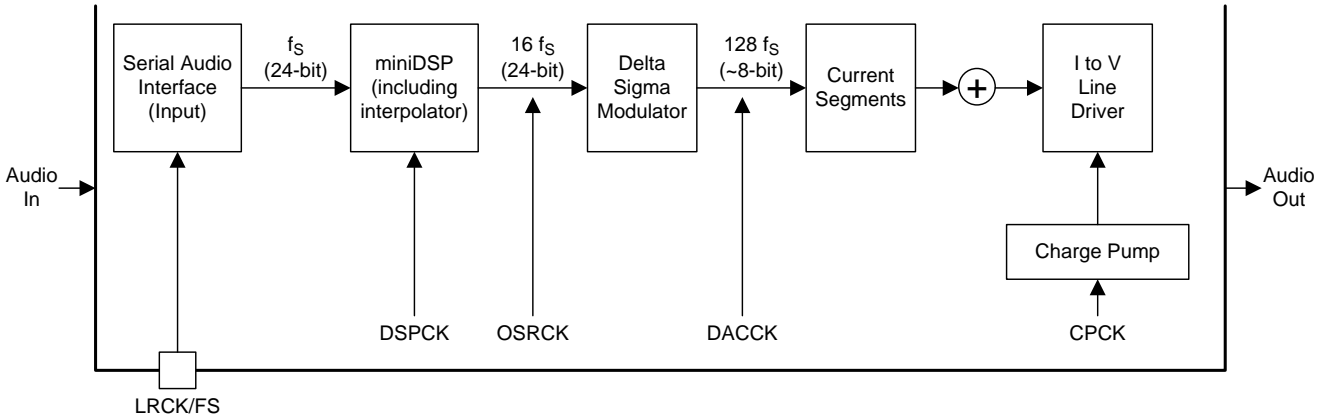 Audio
In
Serial Audio
Interface
(Input)
fS
(24-bit)
miniDSP
(including
interpolator)
16 fS
(24-bit)
Delta
Sigma
Modulator
128 fS
(~8-bit)
Current
Segments
+
I to V
Line
Driver
Charge Pump
Audio
Out
DSPCK
OSRCK
DACCK
CPCK
LRCK/FS